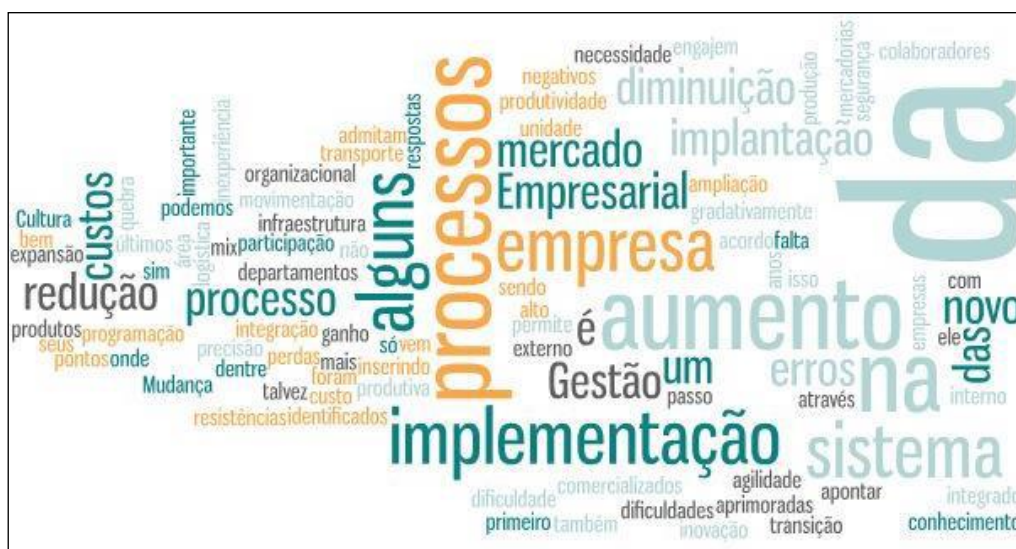 necessidade
engajem
negativos
diminuição
produção
mercadorias
segurança
colaboradores
produtividade
unidade
implantação
da
processos
respostas
admitam
transporte
mercado
importante
inexperiência
organizacional
alguns
Empresarial
ampliação
custos
quebra
podemos
movimentação
gradativamente
Cultura
bem
infraestrutura
empresa
acordo
falta
expansão
últimos
área
logística
mix
participação
não
anos
isso
com
redução
sim
departamentos
sendo
alto
aumento
empresas
novo
processo
permite
é
ele
das
produtos
programação
integração
ganho
só
vem
externo
seus
pontos
onde
precisão
perdas
mais
inserindo
Gestão
um
erros
na
dentre
foram
Mudança
talvez
custo
produtiva
passo
através
interno
resistências
identificados
implementação
sistema
agilidade
dificuldade
comercializados
dificuldades
aprimoradas
apontar
integrado
primeiro
também
inovação
transição
conhecimento